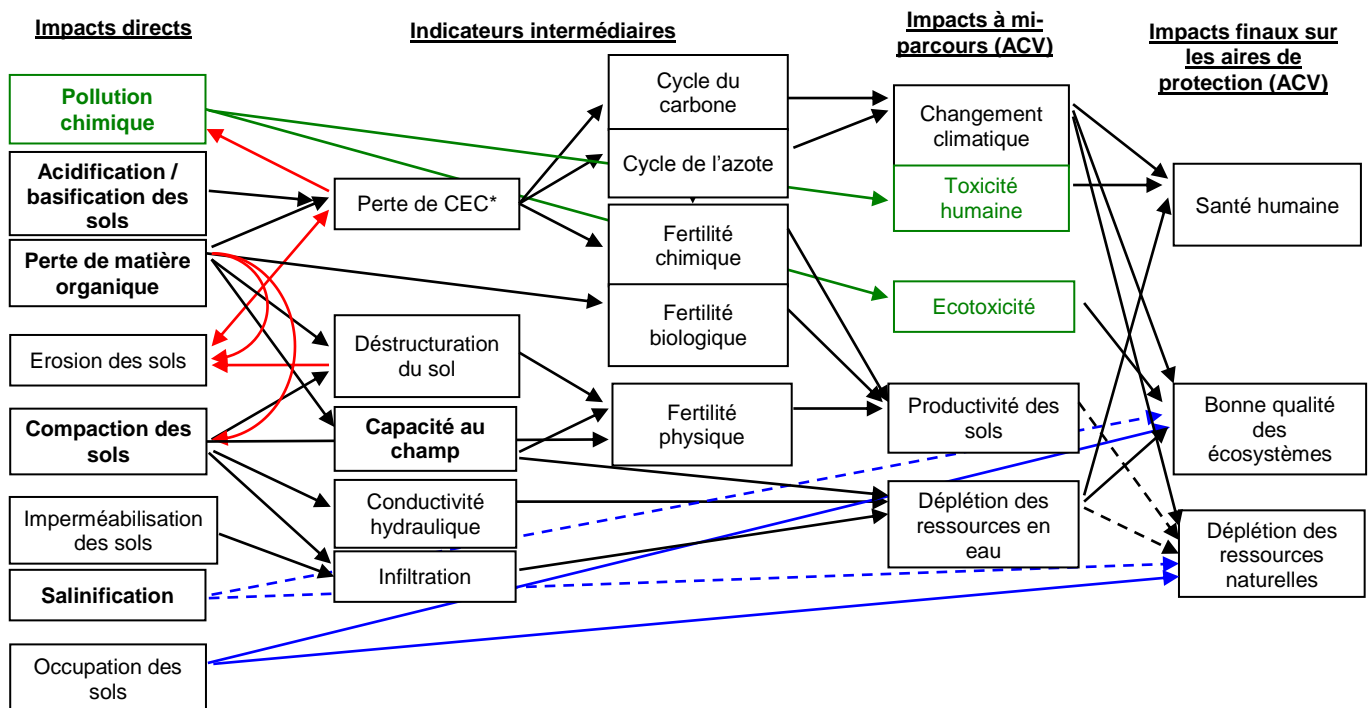 Impacts directs
Indicateurs intermédiaires
Impacts à mi-
parcours (ACV)
Impacts finaux sur
les aires de
protection (ACV)
Pollution
chimique
Acidification /
basification des
sols
Perte de matière
organique
Erosion des sols
Compaction des
sols
Imperméabilisation
des sols
Salinification
Occupation des
sols
Perte de CEC*
Déstructuration
du sol
Capacité au
champ
Conductivité
hydraulique
Infiltration
Cycle du
carbone
Cycle de l'azote
Fertilité
chimique
Fertilité
biologique
Fertilité
physique
Changement
climatique
Toxicité
humaine
Ecotoxicité
Productivité des
sols
Déplétion des
ressources en
eau
Santé humaine
Bonne qualité
des
écosystèmes
Déplétion des
ressources
naturelles